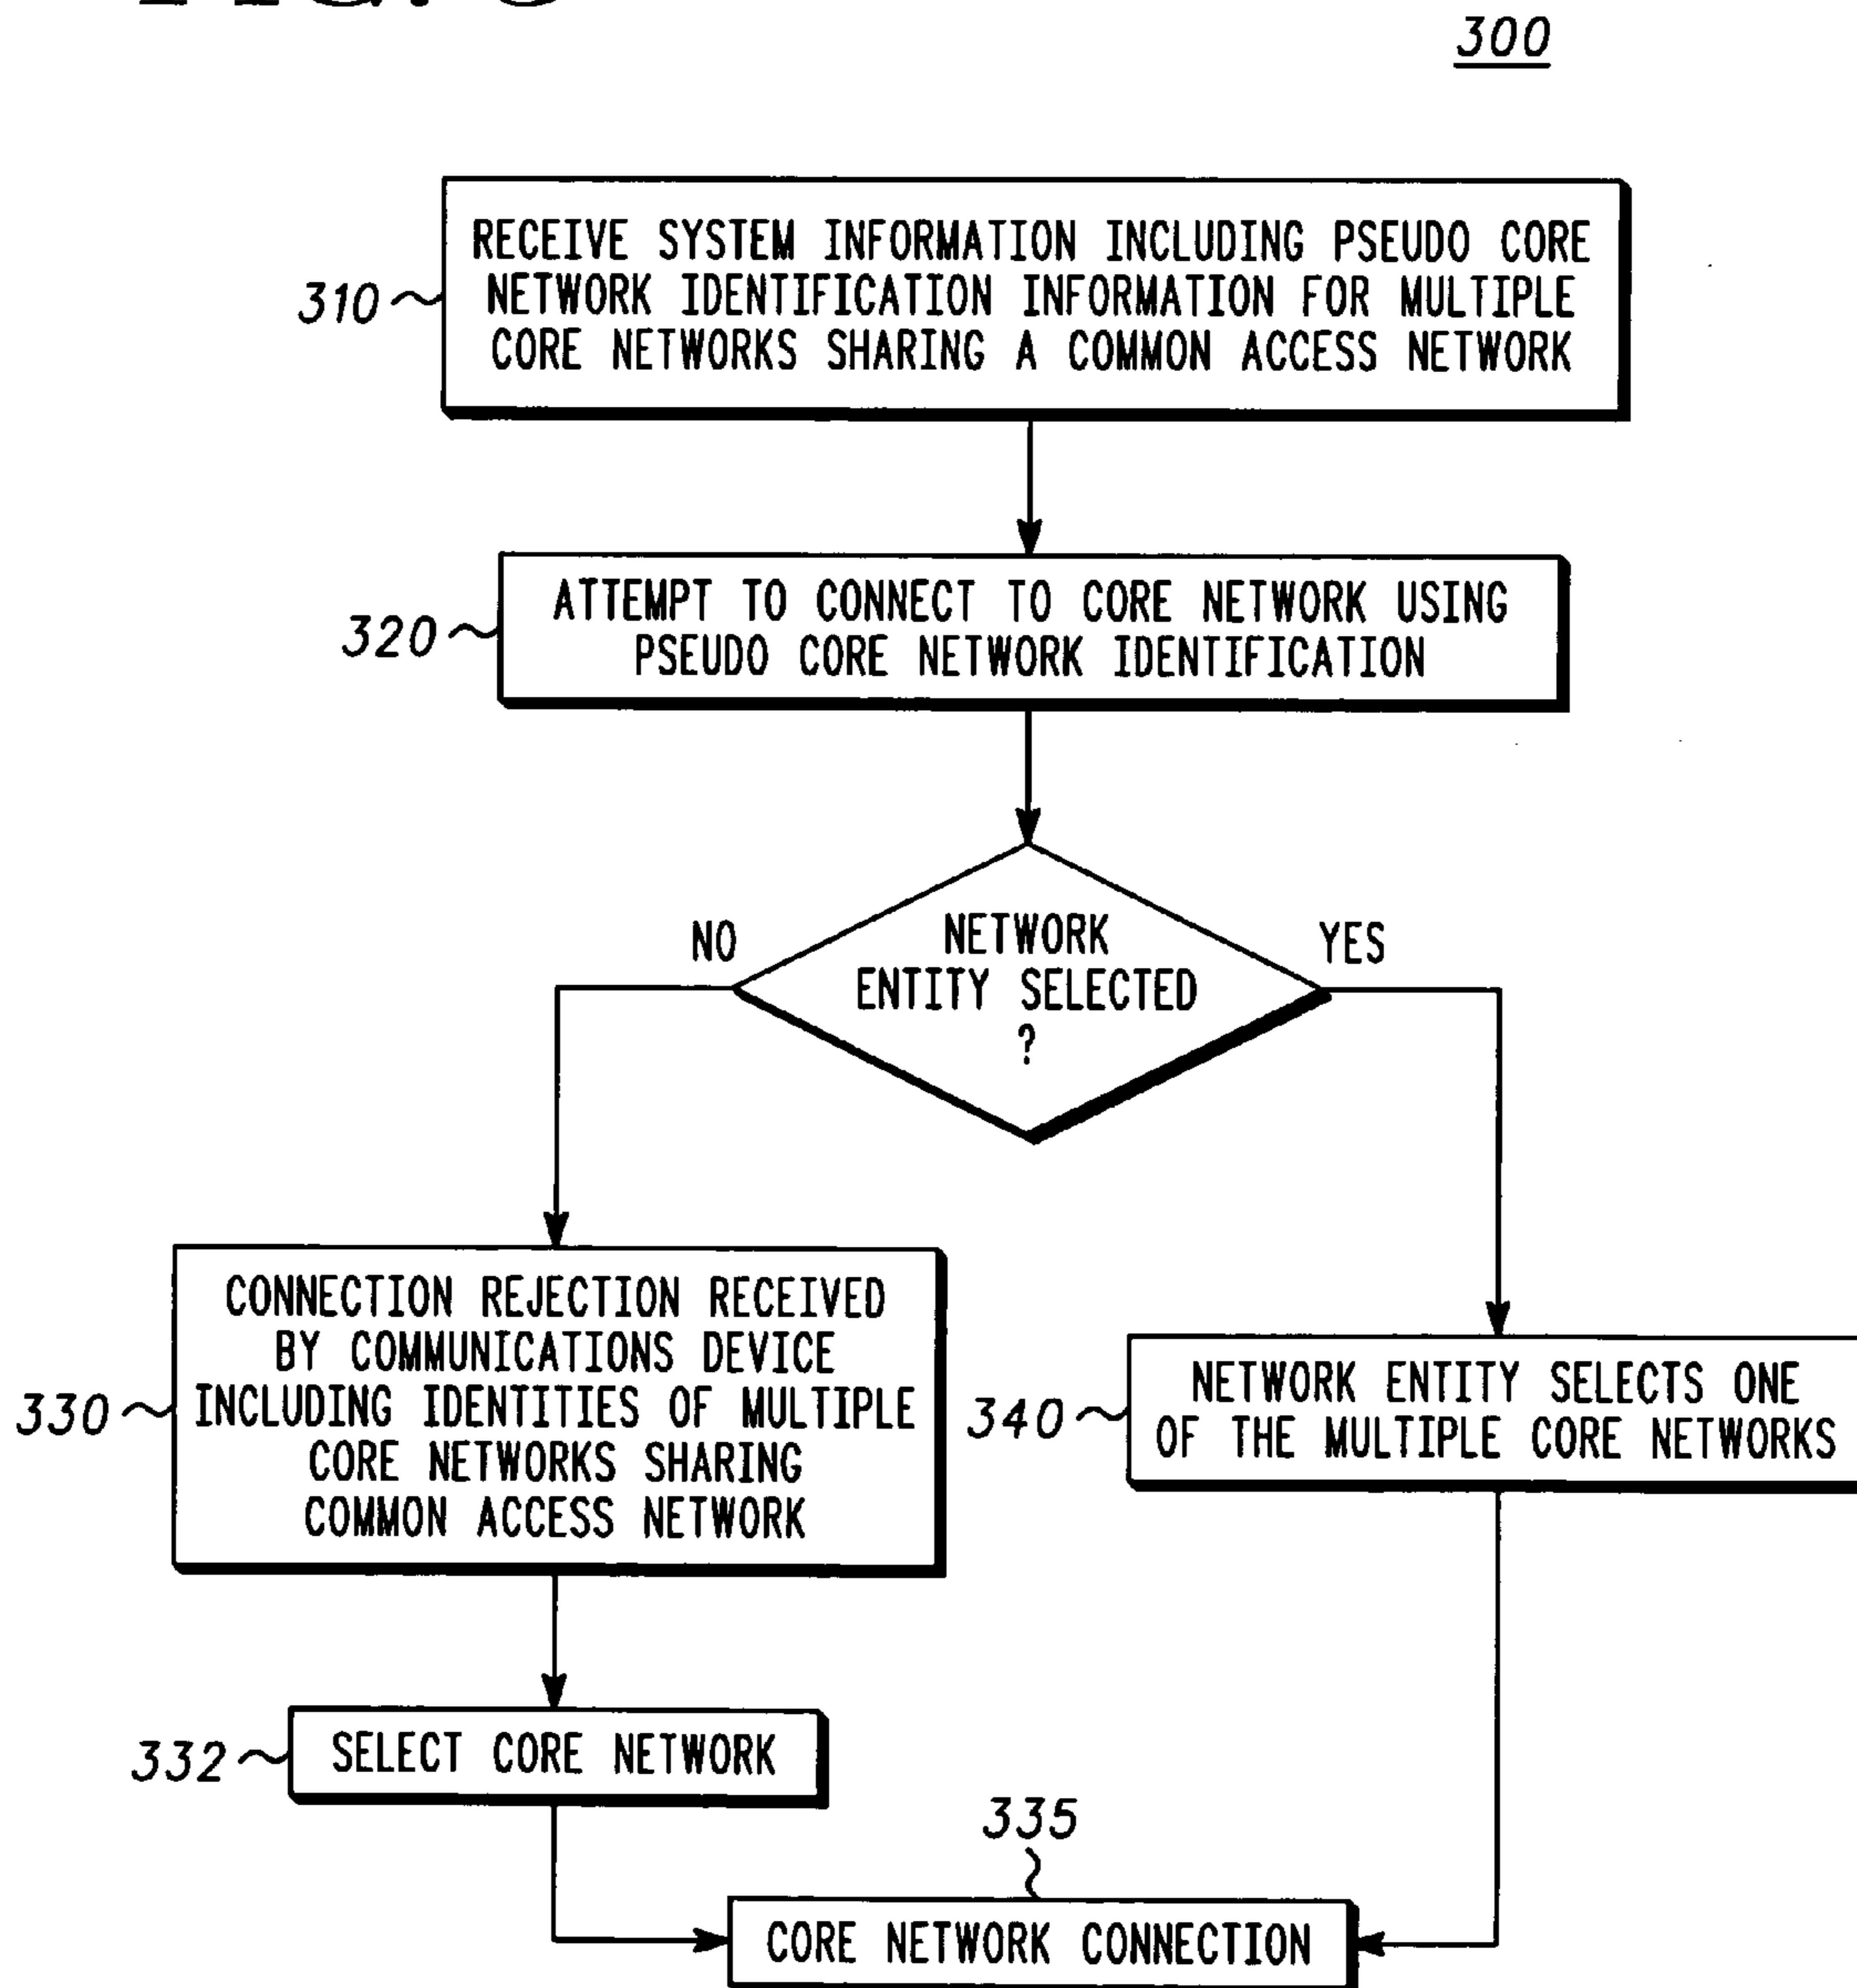 300
RECEIVE SYSTEM INFORMATION INCLUDING PSEUDO CORE
NETWORK IDENTIFICATION INFORMATION FOR MULTIPLE
CORE NETWORKS SHARING A COMMON ACCESS NETWORK
310
ATTEMPT TO CONNECT TO CORE NETWORK USING
PSEUDO CORE NETWORK IDENTIFICATION
320
NO
NETWORK
ENTITY SELECTED
?
YES
CONNECTION REJECTION RECEIVED
BY COMMUNICATIONS DEVICE
INCLUDING IDENTITIES OF MULTIPLE
CORE NETWORKS SHARING
COMMON ACCESS NETWORK
330
NETWORK ENTITY SELECTS ONE
OF THE MULTIPLE CORE NETWORKS
340
SELECT CORE NETWORK
332
335
CORE NETWORK CONNECTION